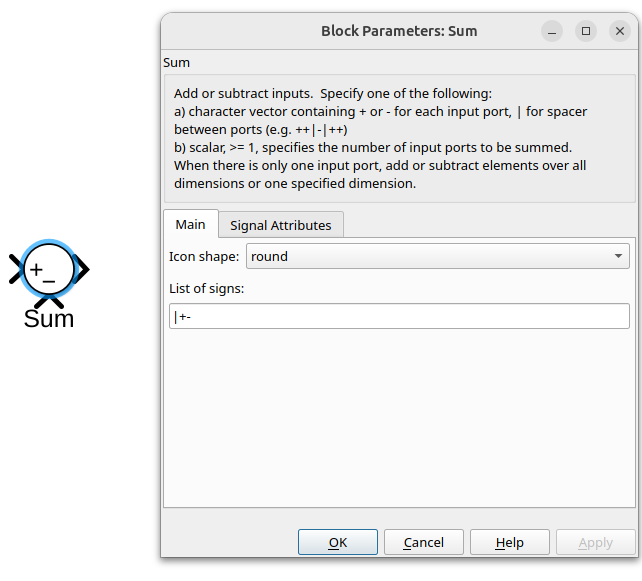 Block Parameters: Sum
Sum
Add or subtract inputs.  Specify one of the following:
a) character vector containing + or - for each input port, | for spacer
between ports (e.g. ++|-|++)
b) scalar, >= 1, specifies the number of input ports to be summed.
When there is only one input port, add or subtract elements over all
dimensions or one specified dimension.
Main
Signal Attributes
Icon shape: round
List of signs:
|+-
+
_
Sum
OK
Cancel
Help
Apply